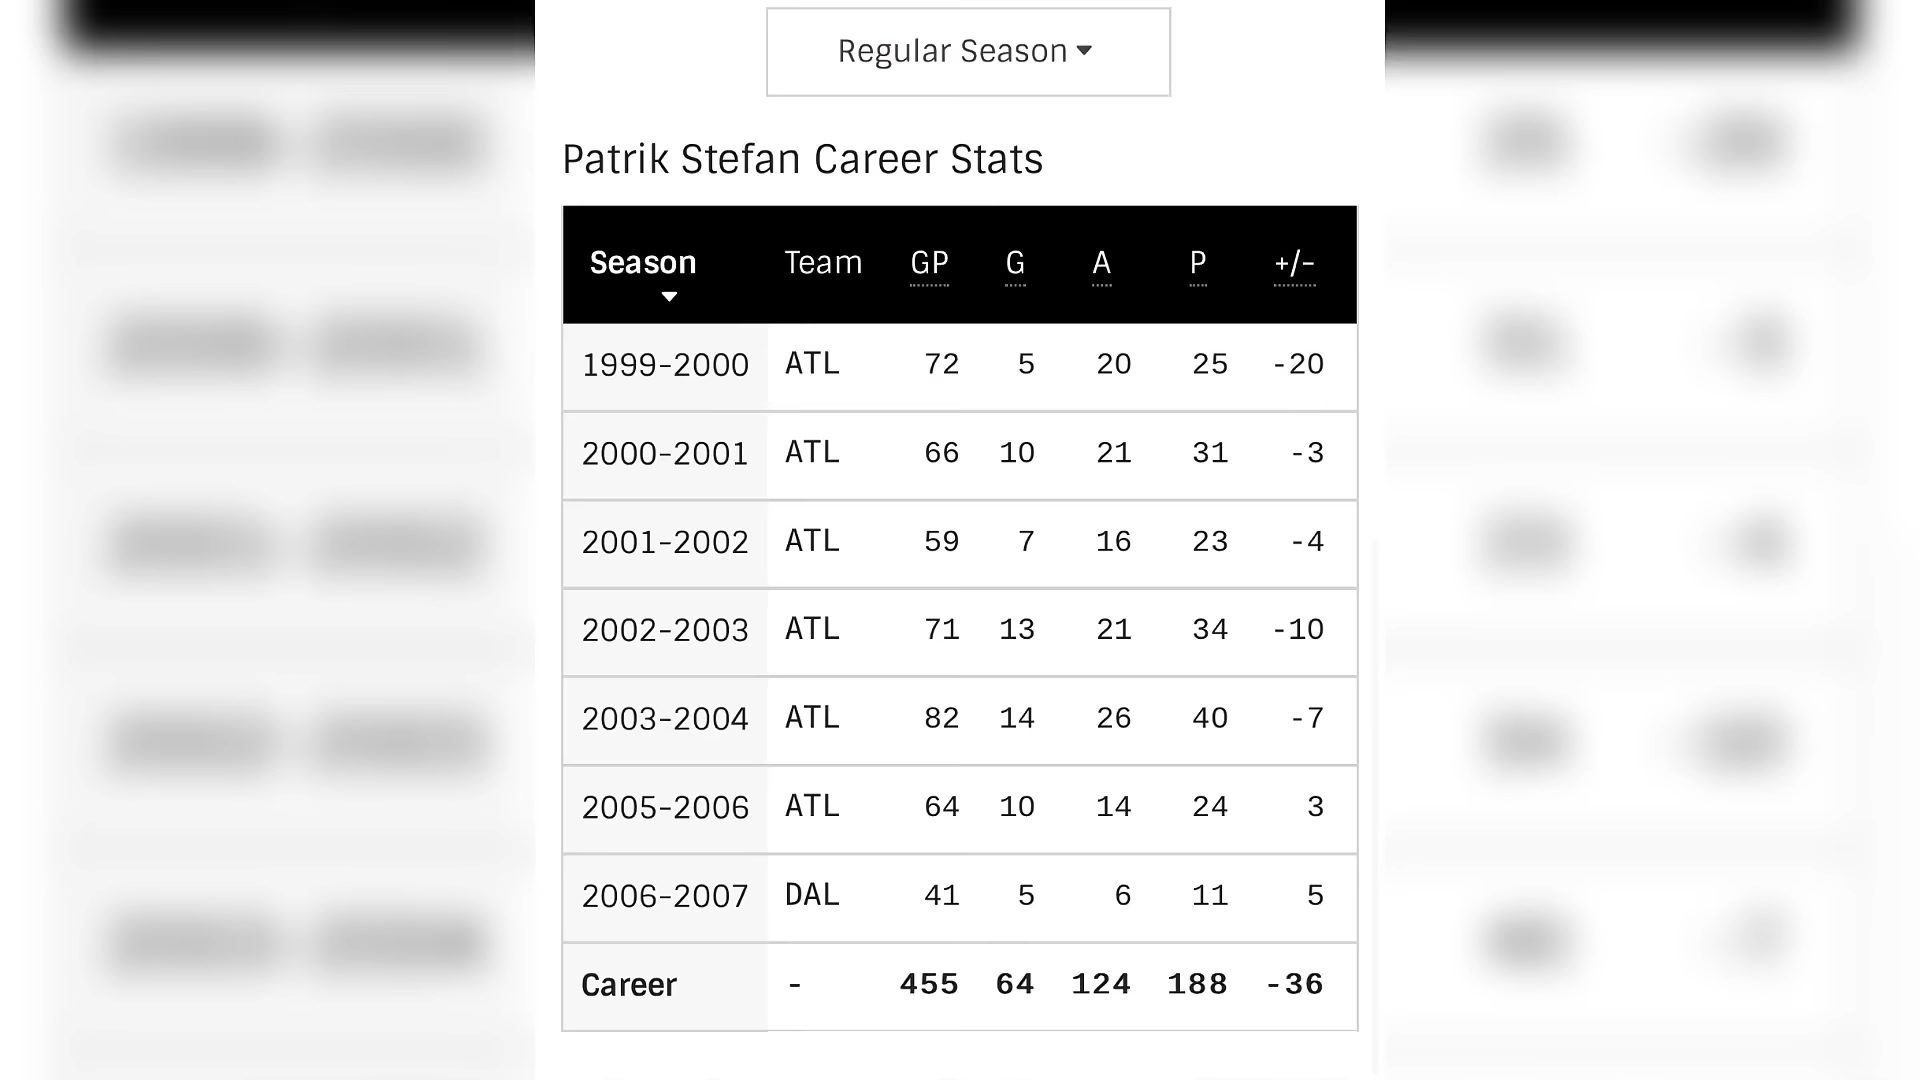 Regular Season
Patrik Stefan Career Stats
Season Team GP G A P +/-
1999-2000 ATL 72 5 20 25 -20
2000-2001 ATL 66 10 21 31 -3
2001-2002 ATL 59 7 16 23 -4
2002-2003 ATL 71 13 21 34 -10
2003-2004 ATL 82 14 26 40 -7
2005-2006 ATL 64 10 14 24 3
2006-2007 DAL 41 5 6 11 5
Career - 455 64 124 188 -36